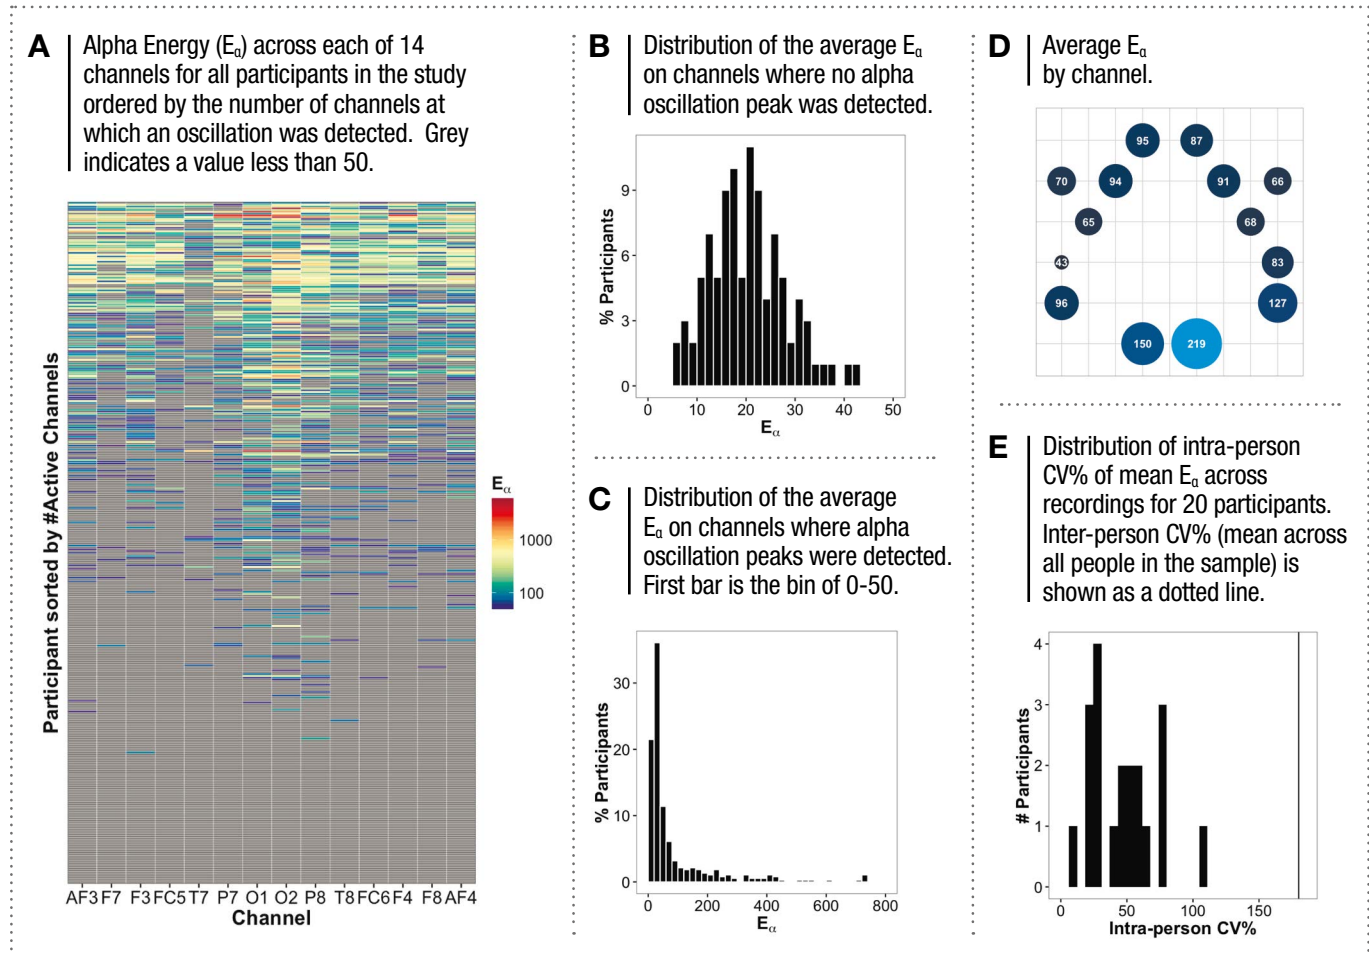 A
Alpha Energy (Eα) across each of 14
channels for all participants in the study
ordered by the number of channels at
which an oscillation was detected. Grey
indicates a value less than 50.
Participant sorted by #Active Channels
AF3 F7 F3 FC5 T7 P7 O1 O2 P8 T8 FC6 F4 F8 AF4
Channel
Eα
1000
100
B
Distribution of the average Eα
on channels where no alpha
oscillation peak was detected.
% Participants
9
6
3
0
0 10 20 30 40 50
Eα
C
Distribution of the average
Eα on channels where alpha
oscillation peaks were detected.
First bar is the bin of 0-50.
% Participants
30
20
10
0
0 200 400 600 800
Eα
D
Average Eα
by channel.
95 87
70 94 91 66
65 68
43 83
96 127
150 219
E
Distribution of intra-person
CV% of mean Eα across
recordings for 20 participants.
Inter-person CV% (mean across
all people in the sample) is
shown as a dotted line.
# Participants
4
3
2
1
0
0 50 100 150
Intra-person CV%